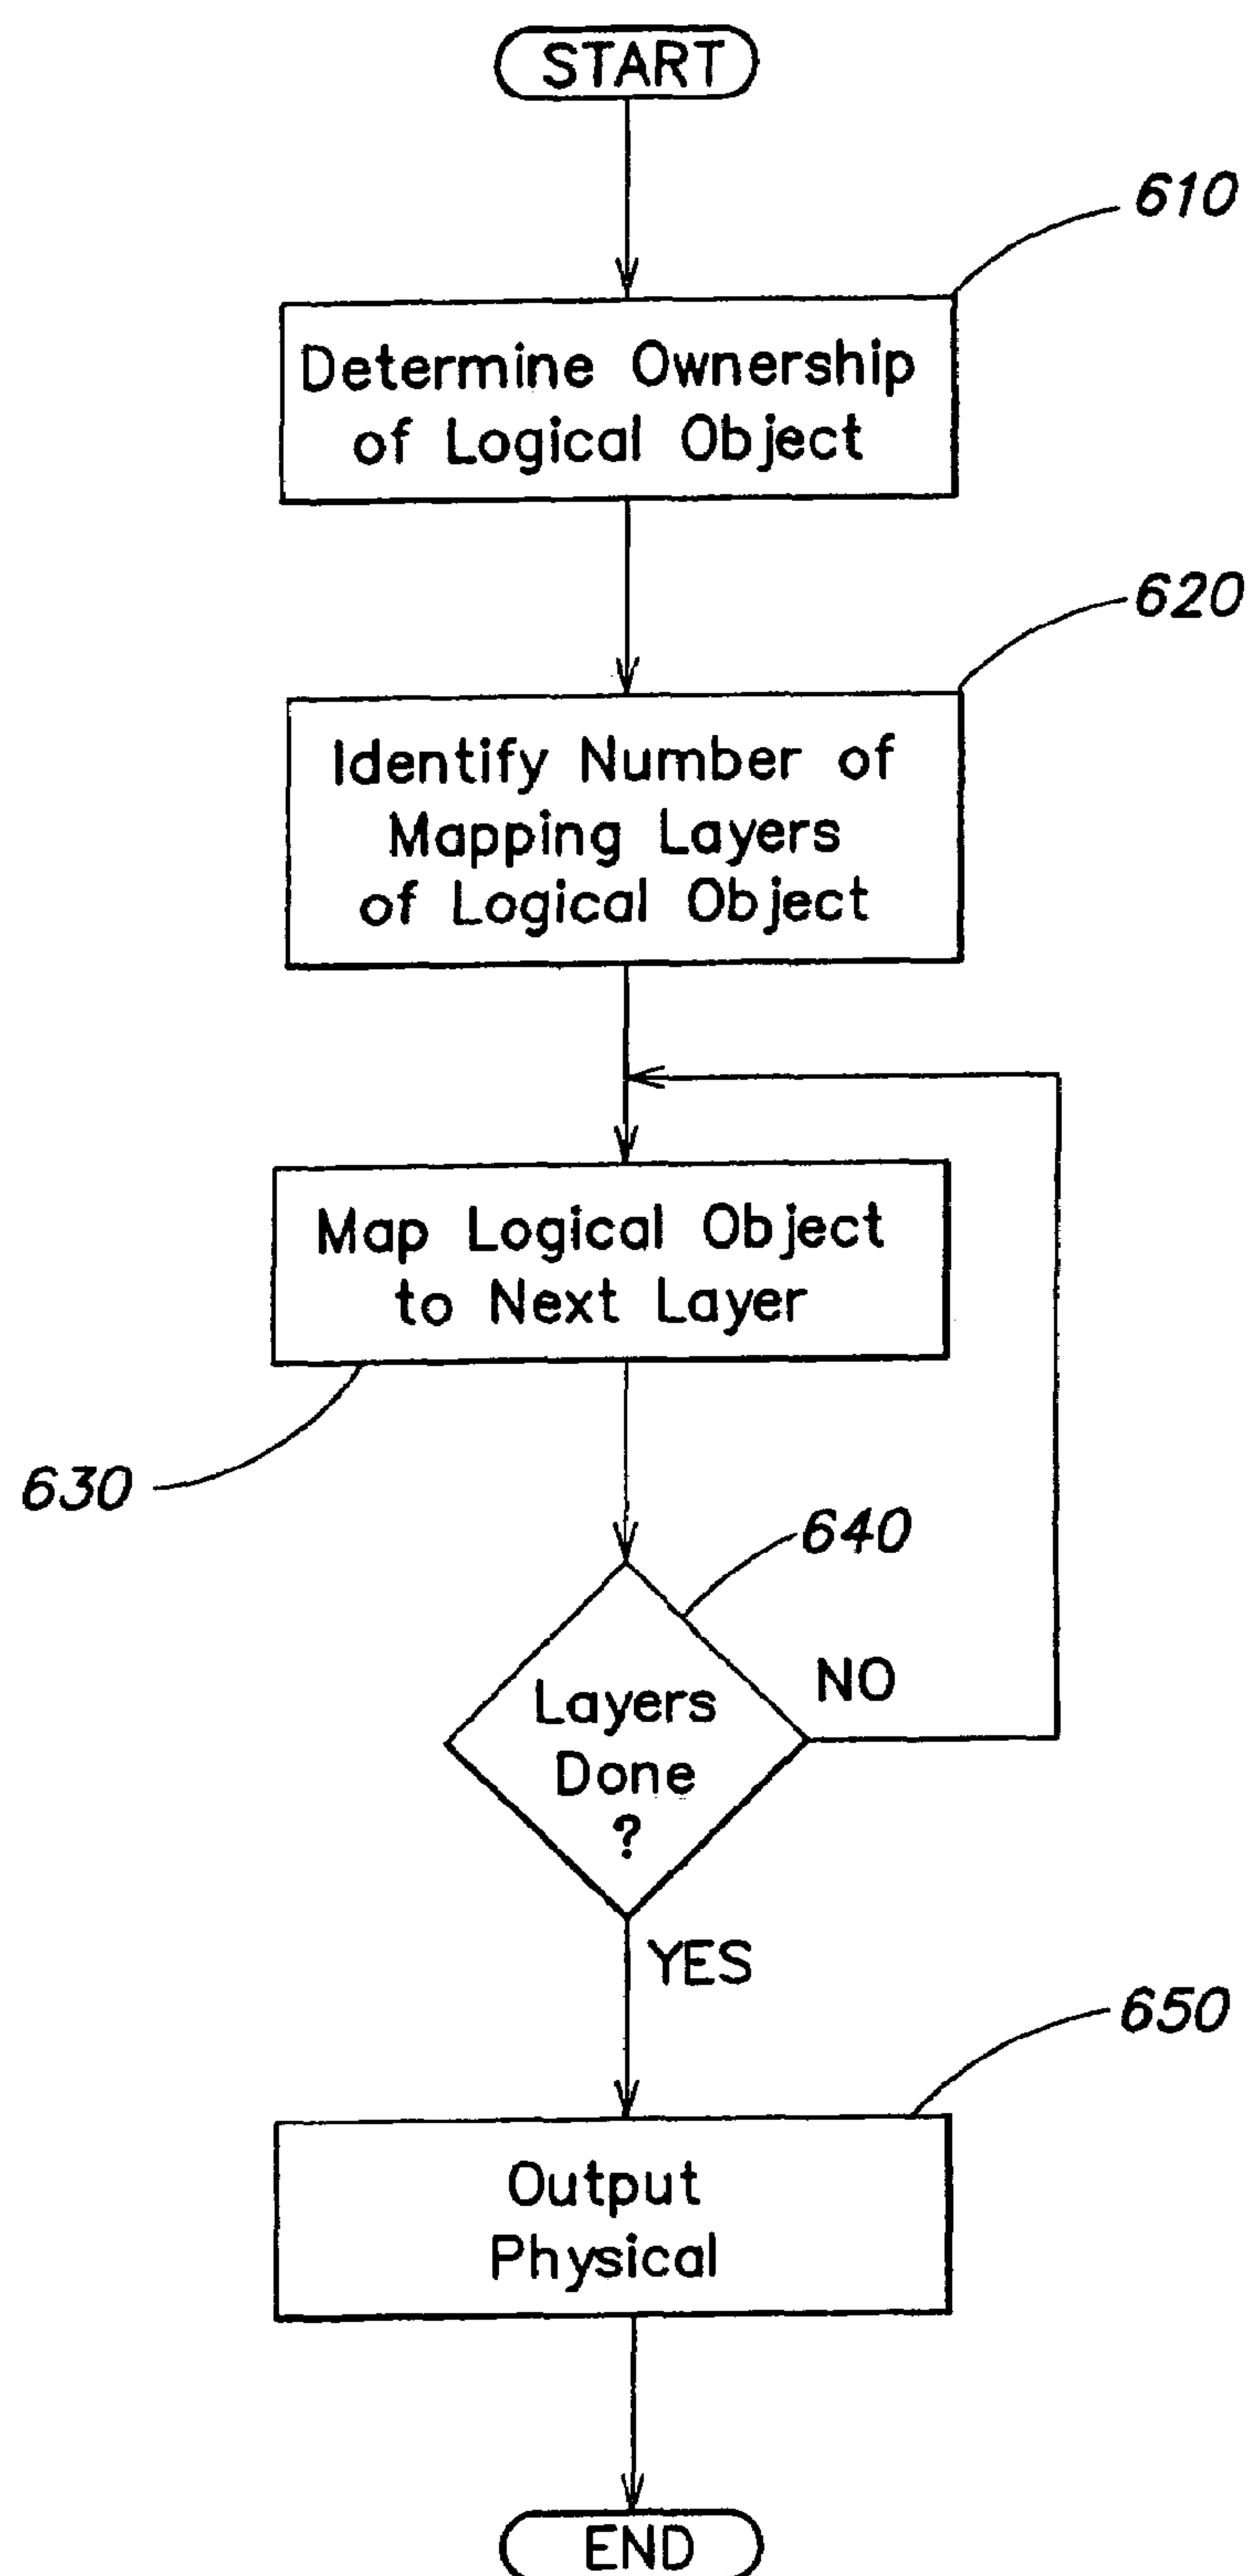 START
610
Determine Ownership
of Logical Object
620
Identify Number of
Mapping Layers
of Logical Object
Map Logical Object
to Next Layer
630
640
Layers
Done
?
NO
YES
650
Output
Physical
END